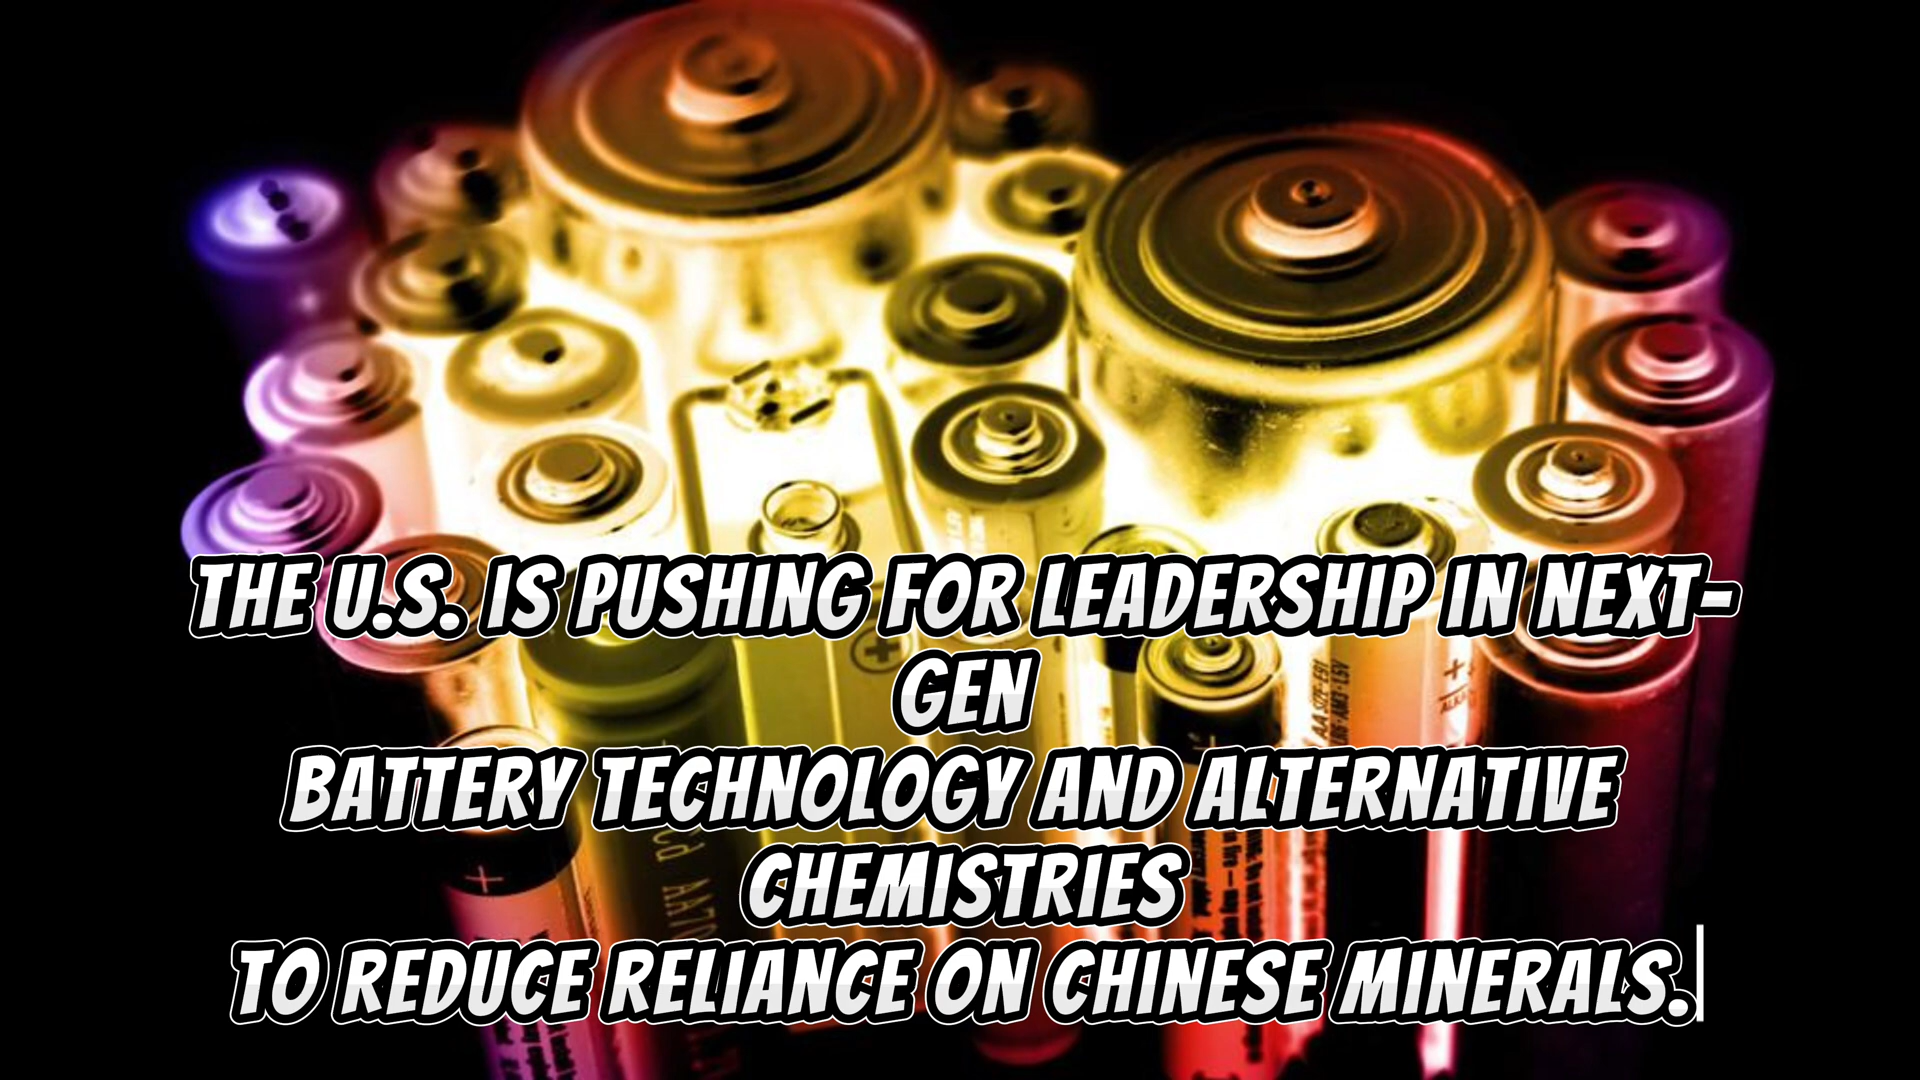 THE U.S. IS PUSHING FOR LEADERSHIP IN NEXT-
GEN
BATTERY TECHNOLOGY AND ALTERNATIVE
CHEMISTRIES
TO REDUCE RELIANCE ON CHINESE MINERALS.